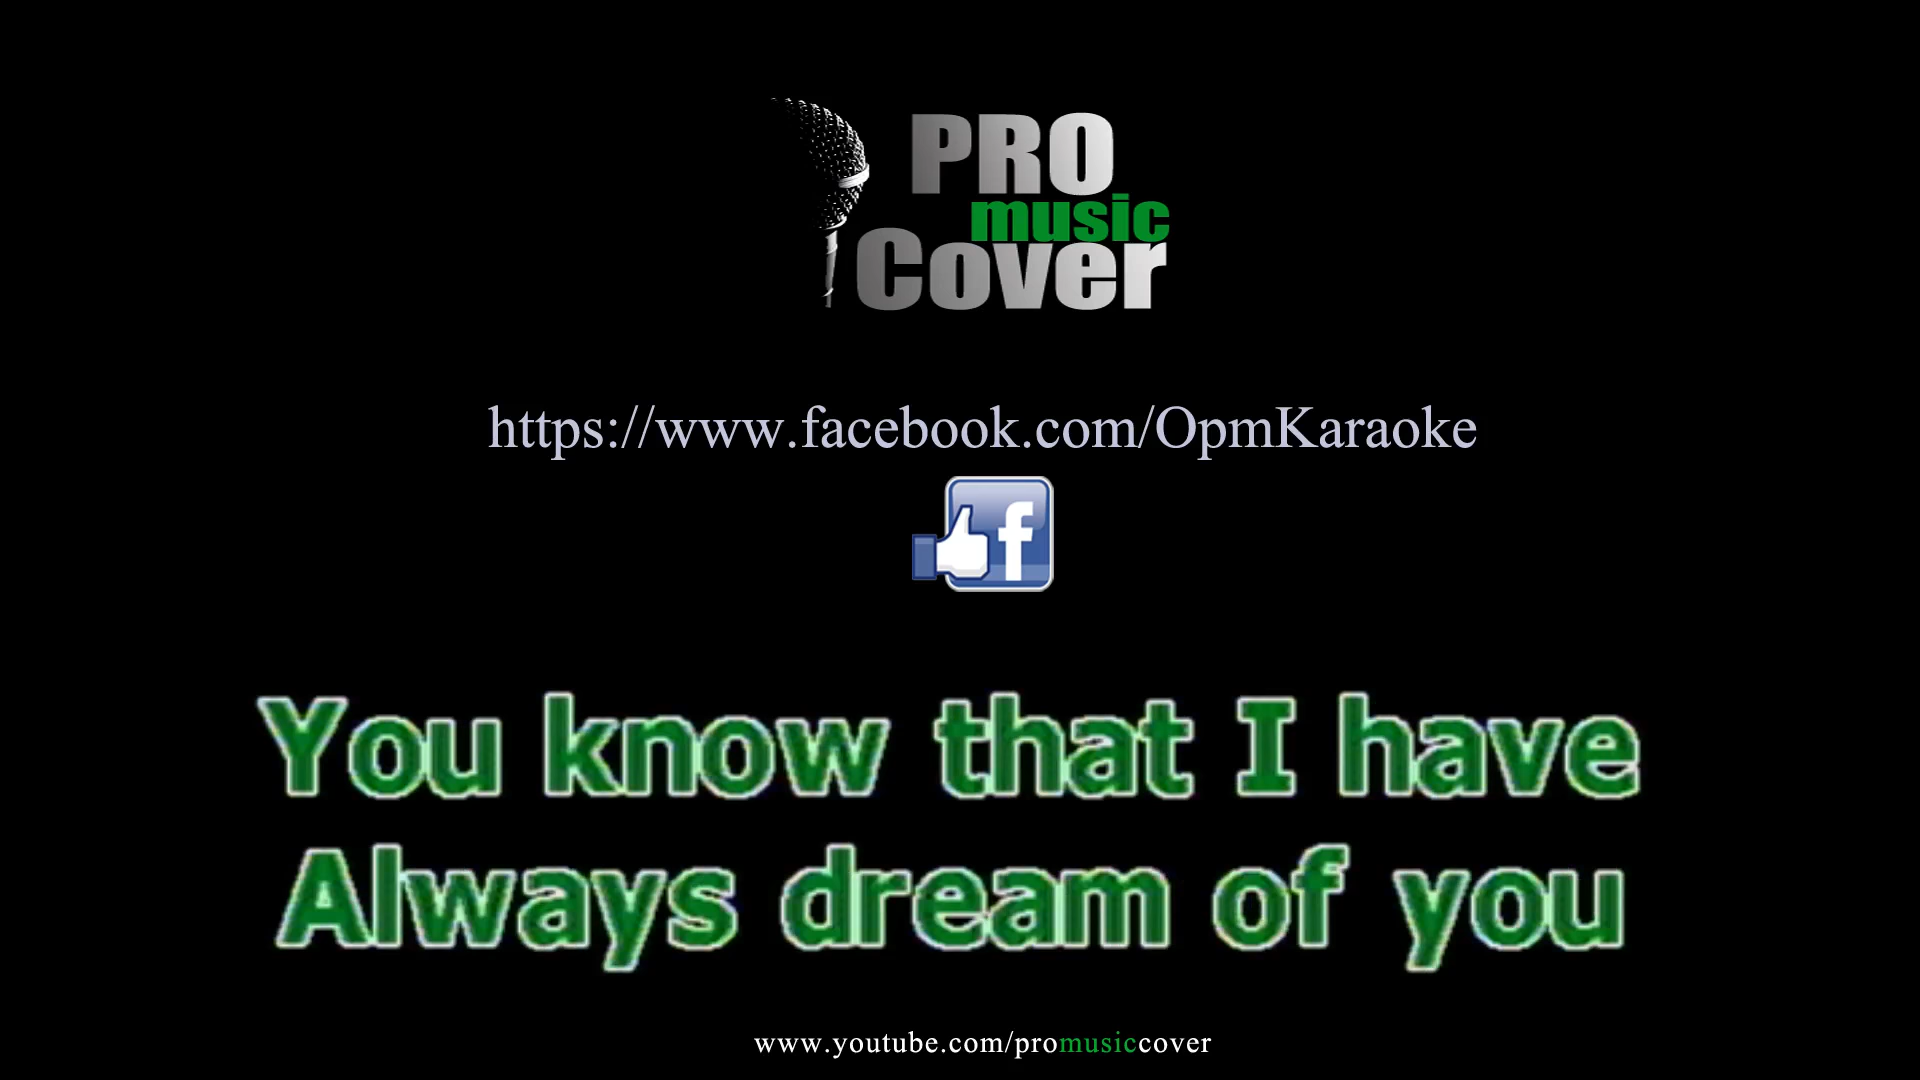 PRO
music
Cover
https://www.facebook.com/OpmKaraoke
f
You know that I have
Always dream of you
www.youtube.com/promusiccover